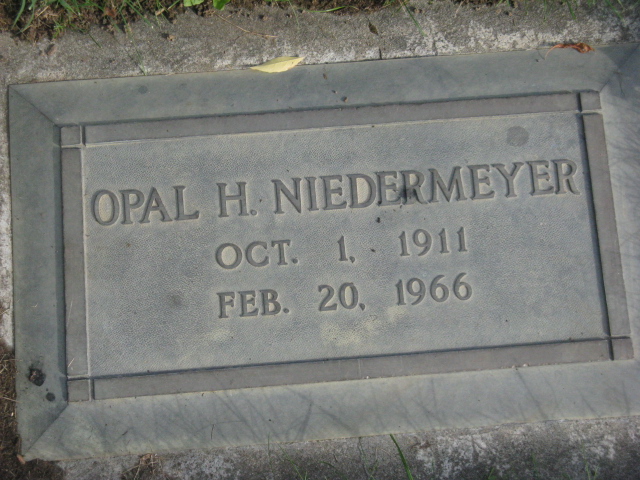 OPAL H. NIEDERMEYER
OCT. 1, 1911
FEB. 20, 1966